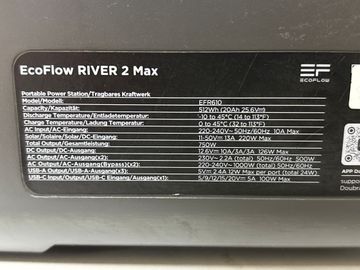 EcoFlow RIVER 2 Max
EF
ECOFLOW
Portable Power Station/Tragbares Kraftwerk
Model/Modell: EFR610
Capacity/Kapazität: 512Wh (20Ah 25.6V⎓)
Discharge Temperature/Entladetemperatur: -10 to 45°C (14 to 113°F)
Charge Temperature/Ladung Temperatur: 0 to 45°C (32 to 113°F)
AC Input/AC-Eingang: 220-240V~ 50Hz/60Hz 10A Max
Solar/Solaire/Solar/DC-Eingang: 11-50V⎓13A 220W Max
Total Output/Gesamtleistung: 750W
DC Output/DC-Ausgang: 12.6V⎓10A/3A/3A 126W Max
AC Output/AC-Ausgang(x2): 230V~ 2.2A (total) 50Hz/60Hz 500W
AC Output/AC-Ausgang(Bypass)(x2): 220-240V~1000W (total) 50Hz/60Hz
USB-A Output/USB-A-Ausgang(x3): 5V⎓2.4A 12W Max per port (total 24W)
USB-C Input/Output/USB-C Eingang/Ausgang(x1): 5/9/12/15/20V⎓5A 100W Max
APP Do
suppor
Doubra